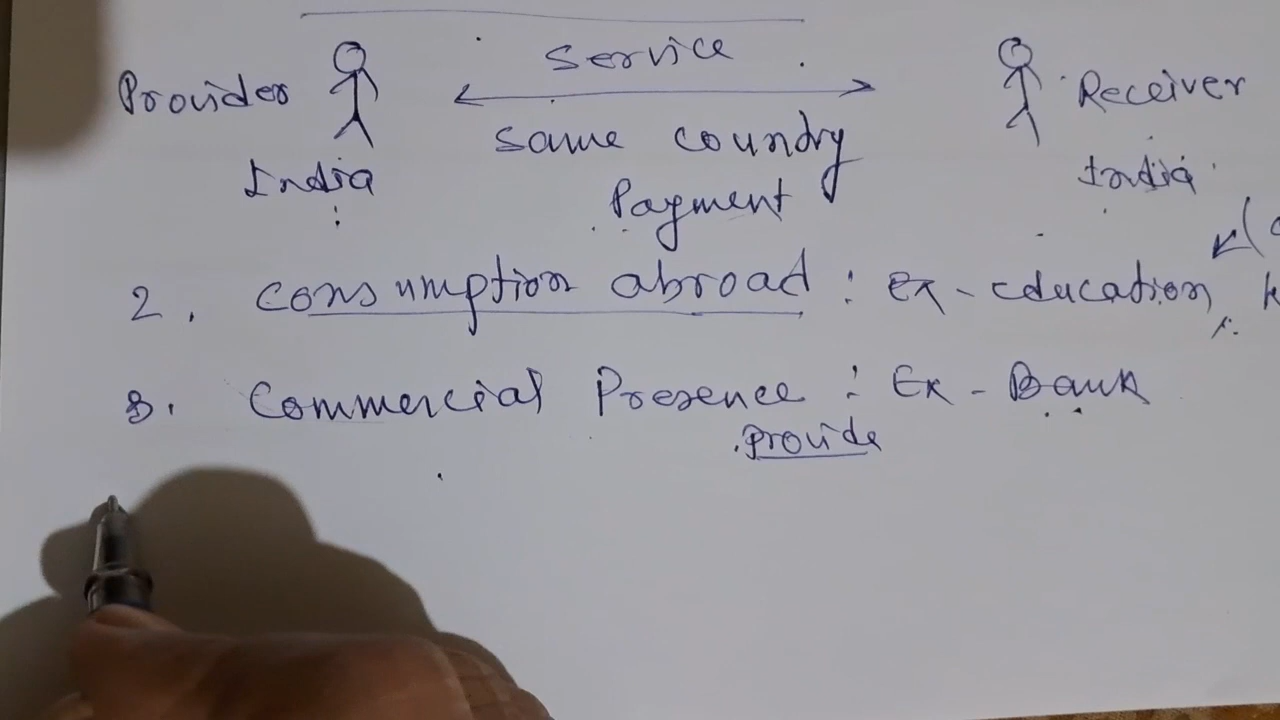 Service
Provider Receiver
Same country
India India
Payment
2. Consumption abroad : Ex - education,
3. Commercial Presence : Ex - Bank
Provide